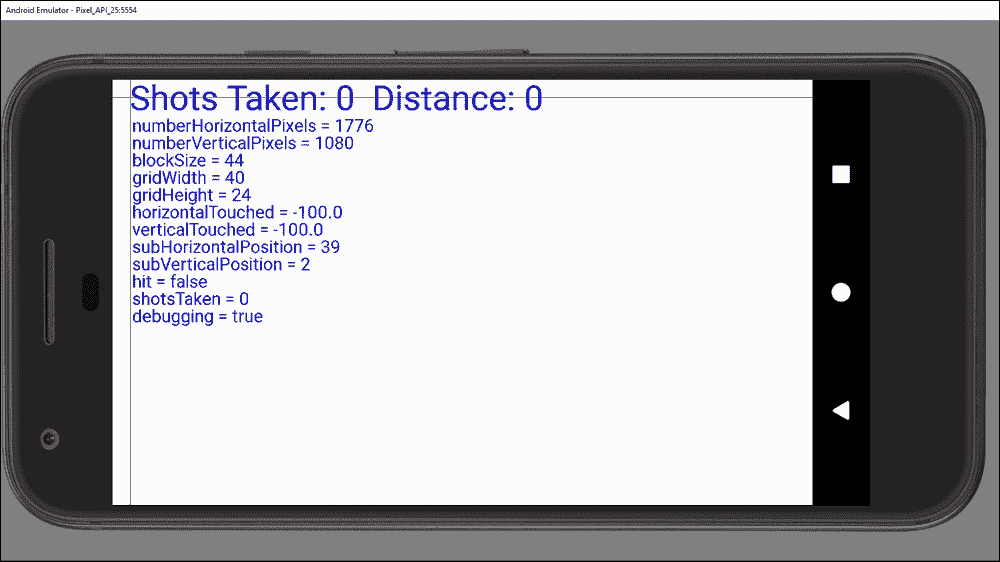 Android Emulator - Pixel_API_25:5554
Shots Taken: 0 Distance: 0
numberHorizontalPixels = 1776
numberVerticalPixels = 1080
blockSize = 44
gridWidth = 40
gridHeight = 24
horizontalTouched = -100.0
verticalTouched = -100.0
subHorizontalPosition = 39
subVerticalPosition = 2
hit = false
shotsTaken = 0
debugging = true